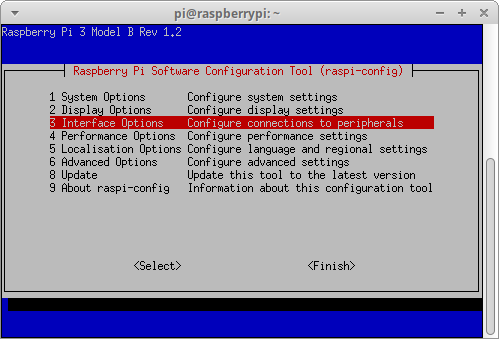 pi@raspberrypi: ~
Raspberry Pi 3 Model B Rev 1.2
Raspberry Pi Software Configuration Tool (raspi-config)
1 System Options Configure system settings
2 Display Options Configure display settings
3 Interface Options Configure connections to peripherals
4 Performance Options Configure performance settings
5 Localisation Options Configure language and regional settings
6 Advanced Options Configure advanced settings
8 Update Update this tool to the latest version
9 About raspi-config Information about this configuration tool
<Select> <Finish>